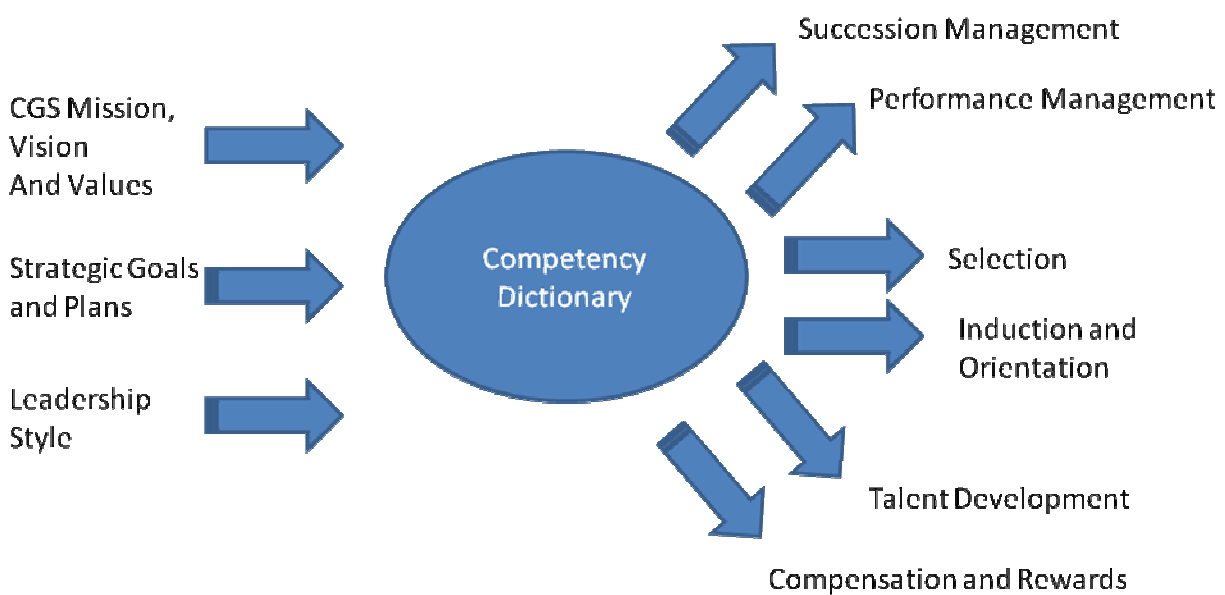 CGS Mission,
Vision
And Values
Strategic Goals
and Plans
Leadership
Style
Competency
Dictionary
Succession Management
Performance Management
Selection
Induction and
Orientation
Talent Development
Compensation and Rewards